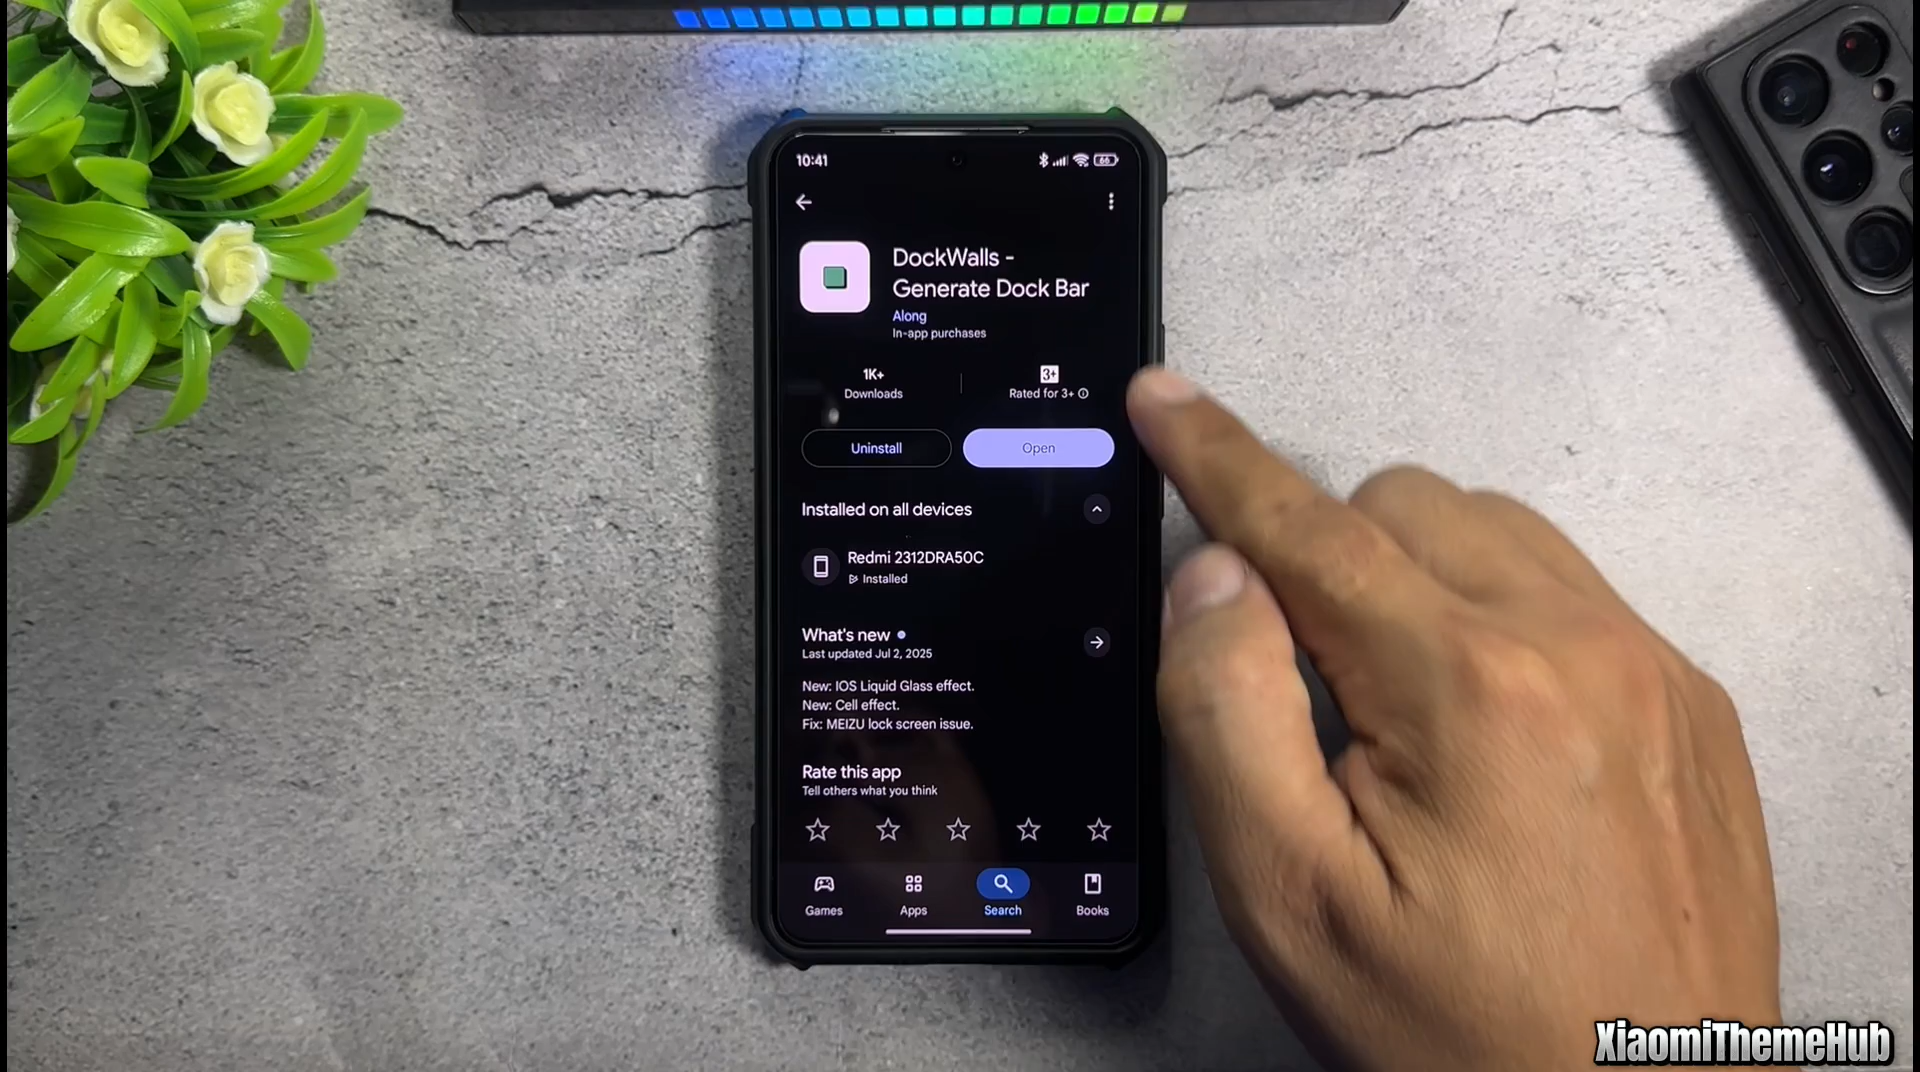 10:41
66
DockWalls -
Generate Dock Bar
Along
In-app purchases
1K+
Downloads
3+
Rated for 3+
Uninstall
Open
Installed on all devices
Redmi 2312DRA50C
Installed
What's new
Last updated Jul 2, 2025
New: IOS Liquid Glass effect.
New: Cell effect.
Fix: MEIZU lock screen issue.
Rate this app
Tell others what you think
Games
Apps
Search
Books
XiaomiThemeHub